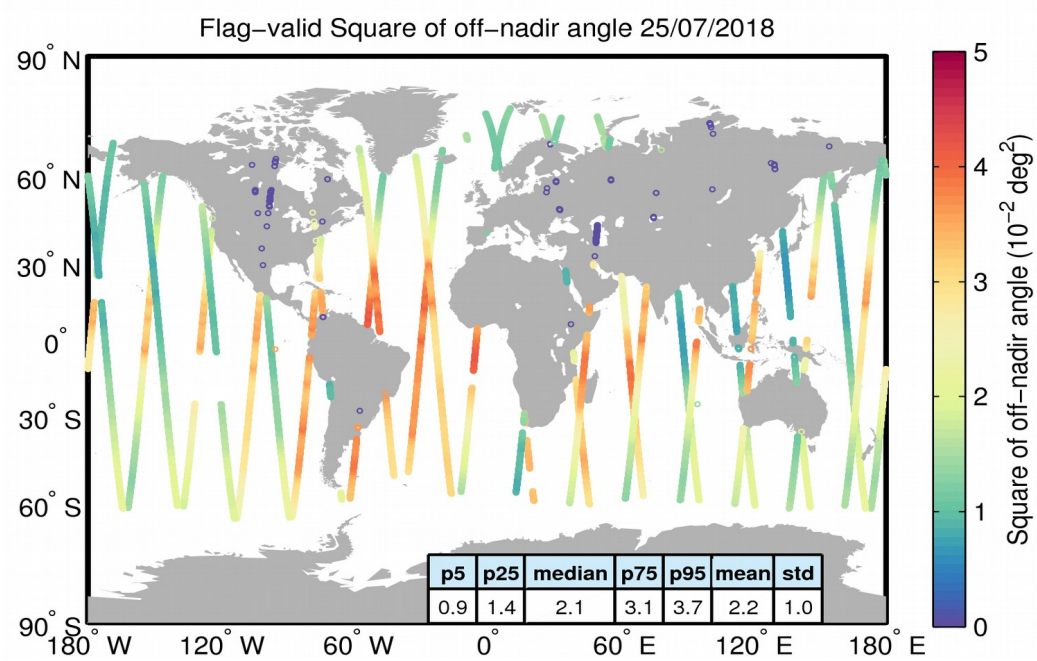 Flag-valid Square of off-nadir angle 25/07/2018
90° N
60° N
30° N
0°
30° S
60° S
90° S
180° W
120° W
60° W
0°
60° E
120° E
180° E
p5 p25 median p75 p95 mean std
0.9 1.4 2.1 3.1 3.7 2.2 1.0
5
4
3
2
1
0
Square of off-nadir angle (10⁻² deg²)